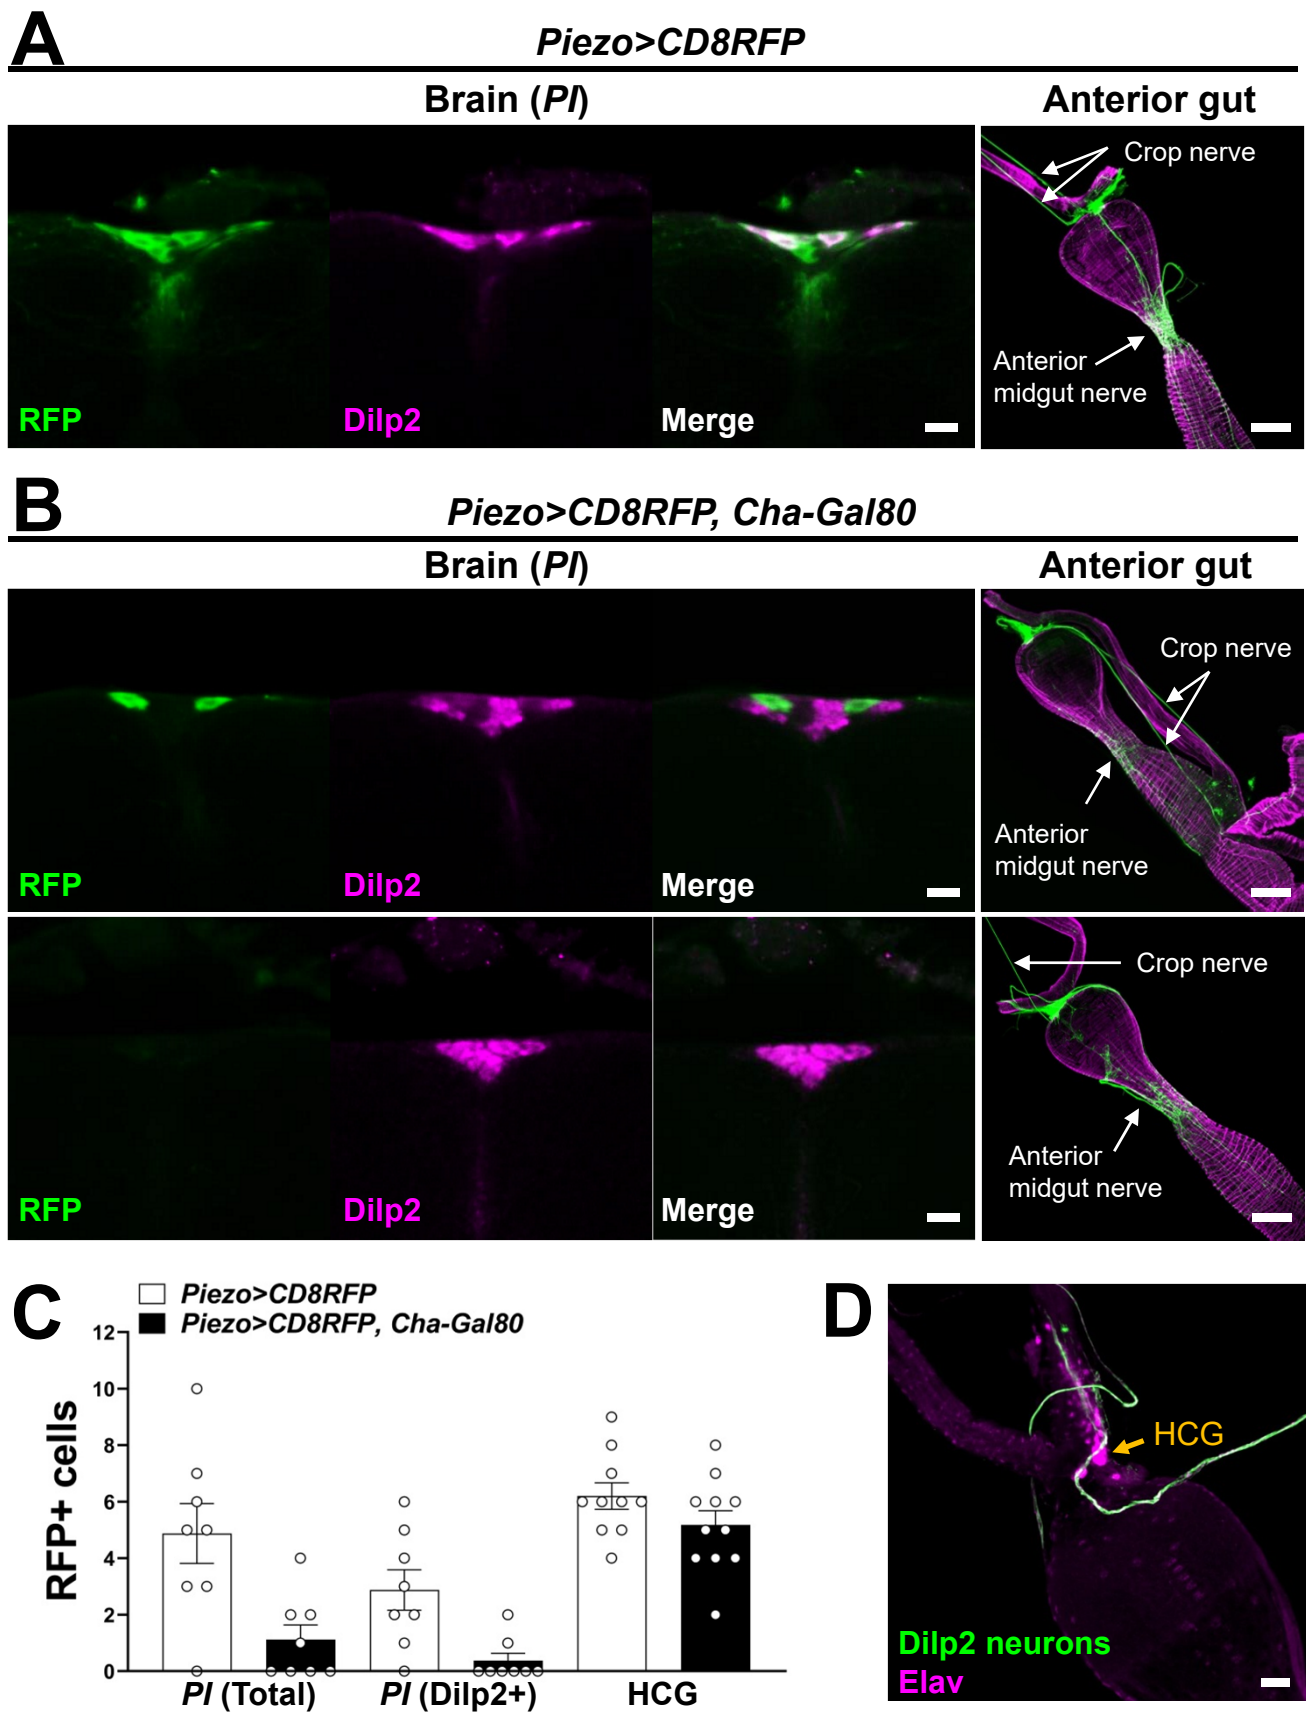 A
Piezo>CD8RFP
Brain (PI)
Anterior gut
Crop nerve
Anterior
midgut nerve
RFP
Dilp2
Merge
B
Piezo>CD8RFP, Cha-Gal80
Brain (PI)
Anterior gut
Crop nerve
Anterior
midgut nerve
RFP
Dilp2
Merge
Crop nerve
Anterior
midgut nerve
RFP
Dilp2
Merge
C
Piezo>CD8RFP
Piezo>CD8RFP, Cha-Gal80
RFP+ cells
12
10
8
6
4
2
0
PI (Total)
PI (Dilp2+)
HCG
D
HCG
Dilp2 neurons
Elav